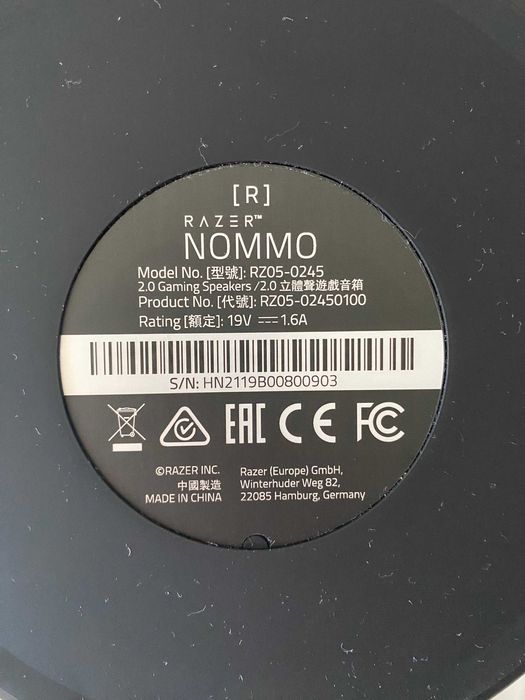 [R]
RAZER™
NOMMO
Model No. [型號]: RZ05-0245
2.0 Gaming Speakers /2.0 立體聲遊戲音箱
Product No. [代號]: RZ05-02450100
Rating [額定]: 19V ⎓ 1.6A
S/N: HN2119B00800903
EAC CE FC
©RAZER INC.
中國製造
MADE IN CHINA
Razer (Europe) GmbH,
Winterhuder Weg 82,
22085 Hamburg, Germany